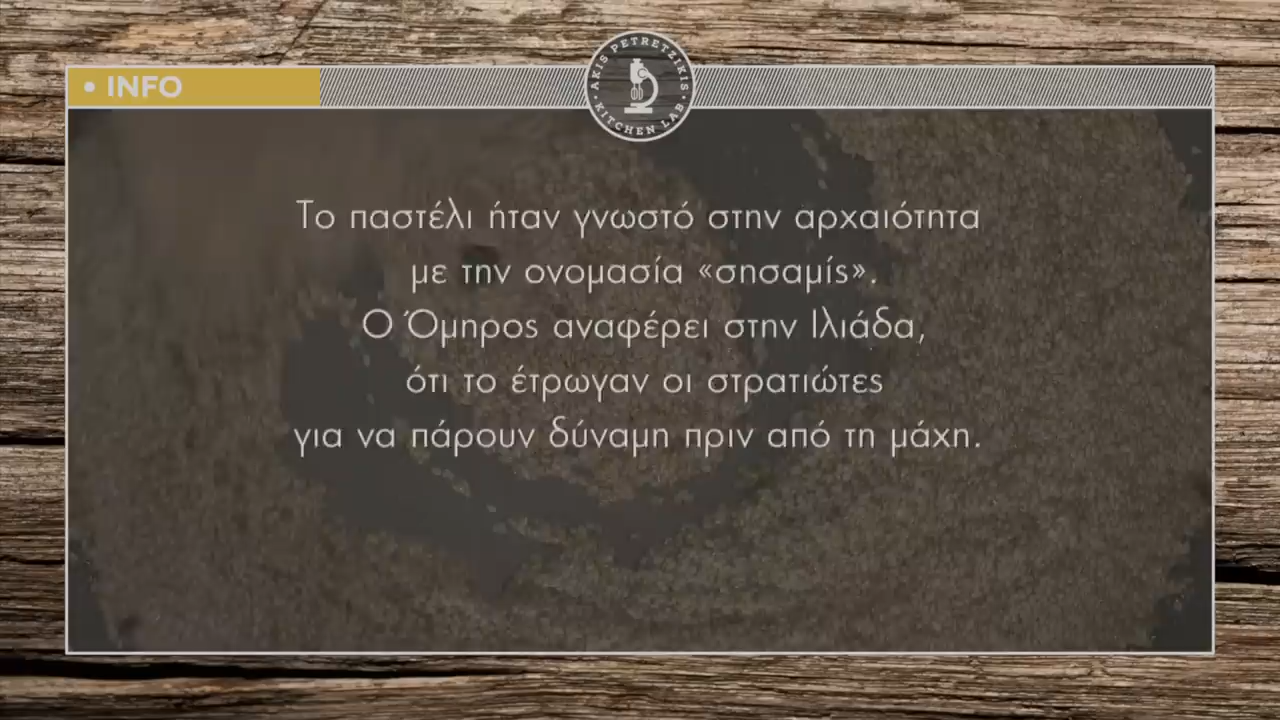 • INFO
AKIS PETRETZIKIS
• KITCHEN LAB •
Το παστέλι ήταν γνωστό στην αρχαιότητα
με την ονομασία «σησαμίς».
Ο Όμηρος αναφέρει στην Ιλιάδα,
ότι το έτρωγαν οι στρατιώτες
για να πάρουν δύναμη πριν από τη μάχη.